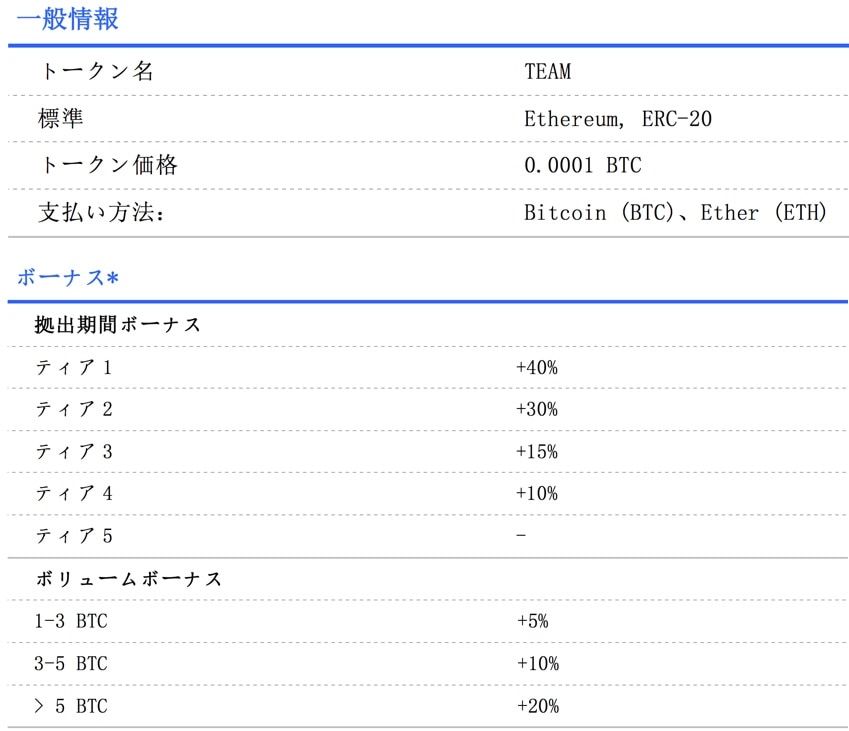 一般情報
トークン名 TEAM
標準 Ethereum, ERC-20
トークン価格 0.0001 BTC
支払い方法: Bitcoin (BTC)、Ether (ETH)
ボーナス*
拠出期間ボーナス
ティア 1 +40%
ティア 2 +30%
ティア 3 +15%
ティア 4 +10%
ティア 5 -
ボリュームボーナス
1-3 BTC +5%
3-5 BTC +10%
> 5 BTC +20%